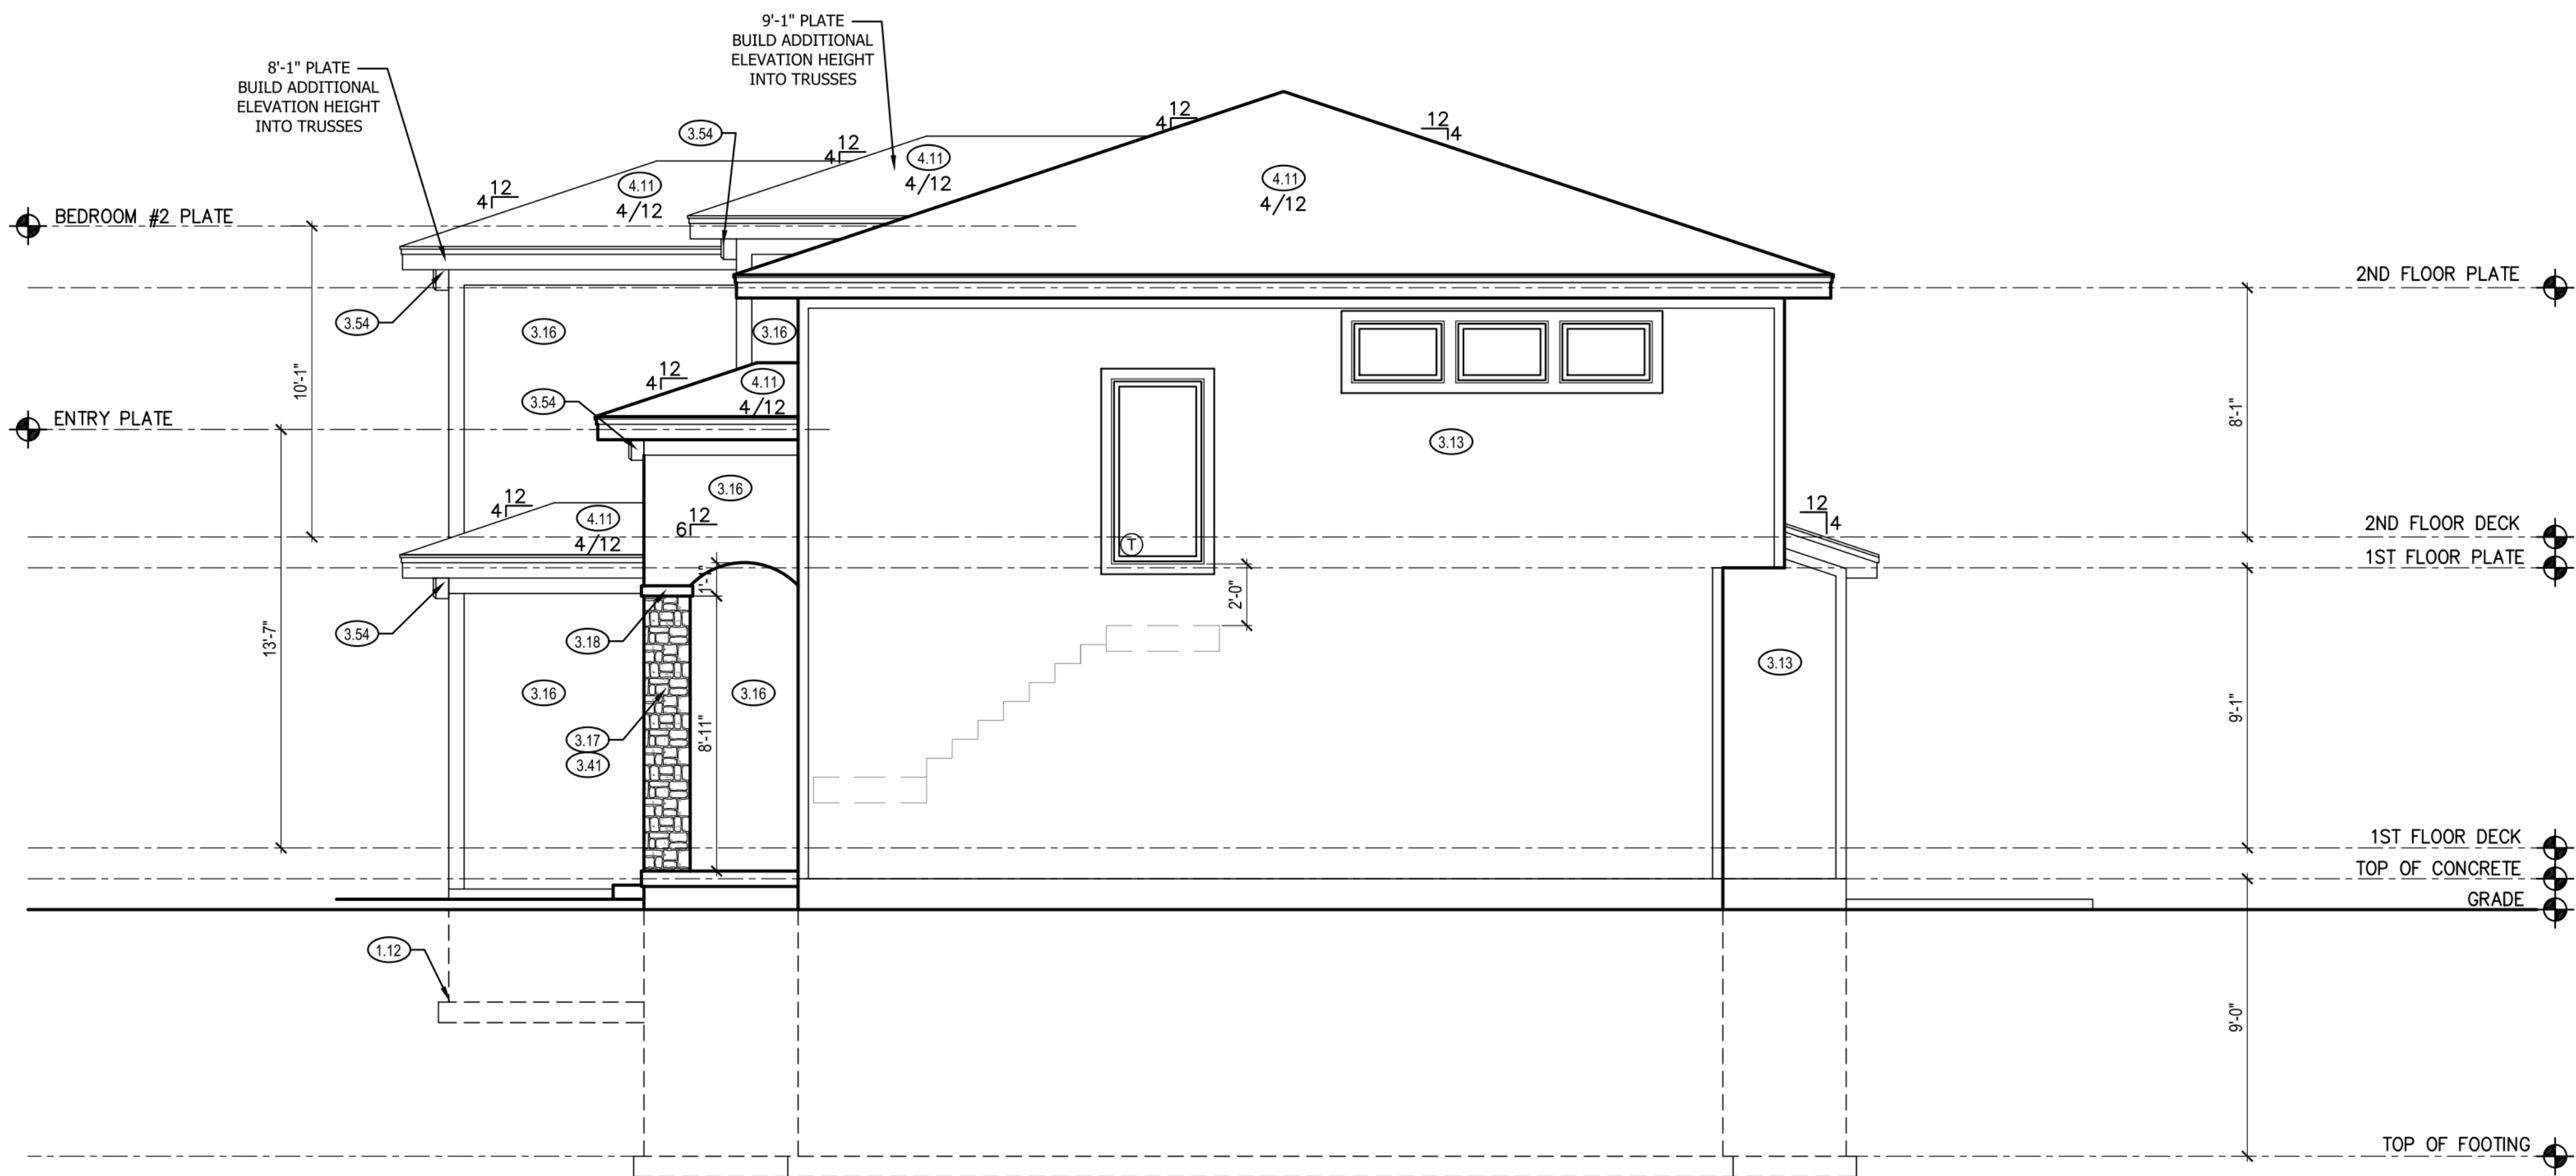 9'-1" PLATE
BUILD ADDITIONAL
ELEVATION HEIGHT
INTO TRUSSES
8'-1" PLATE
BUILD ADDITIONAL
ELEVATION HEIGHT
INTO TRUSSES
3.54
12
4
12
4
12
4
12
4
4.11
4/12
4.11
4/12
4.11
4/12
BEDROOM #2 PLATE
2ND FLOOR PLATE
3.54
3.16
3.16
10'-1"
12
4
4.11
4/12
3.54
ENTRY PLATE
3.13
8'-1"
3.16
12
4
4.11
4/12
12
6
12
4
T
2ND FLOOR DECK
1ST FLOOR PLATE
1'-1"
2'-0"
3.54
13'-7"
3.18
3.13
3.16
3.16
3.17
3.41
8'-11"
9'-1"
1ST FLOOR DECK
TOP OF CONCRETE
GRADE
1.12
9'-0"
TOP OF FOOTING